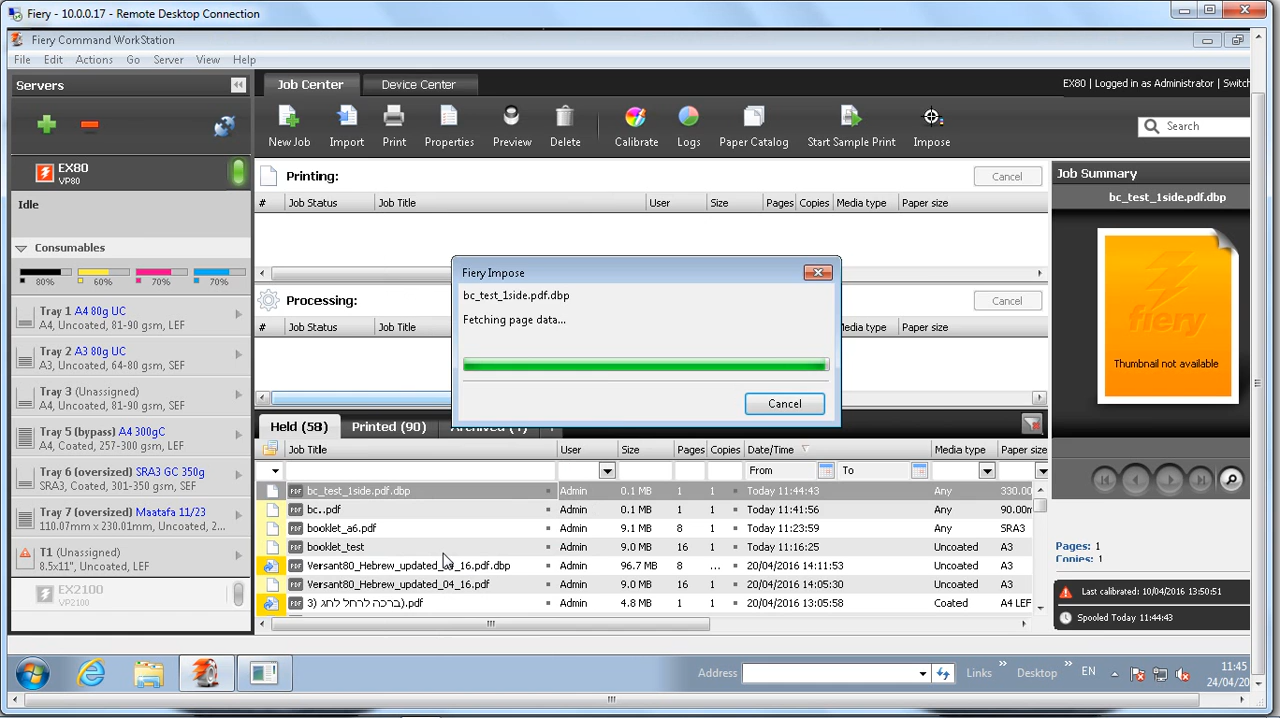 Fiery - 10.0.0.17 - Remote Desktop Connection
Fiery Command WorkStation
File Edit Actions Go Server View Help
Servers
Job Center Device Center
EX80 | Logged in as Administrator | Switch
New Job Import Print Properties Preview Delete Calibrate Logs Paper Catalog Start Sample Print Impose
Search
EX80
VP80
Idle
Consumables
80% 60% 70% 70%
Tray 1 A4 80g UC
A4, Uncoated, 81-90 gsm, LEF
Tray 2 A3 80g UC
A3, Uncoated, 64-80 gsm, SEF
Tray 3 (Unassigned)
A4, Uncoated, 81-90 gsm, LEF
Tray 5 (bypass) A4 300gC
A4, Coated, 257-300 gsm, LEF
Tray 6 (oversized) SRA3 GC 350g
SRA3, Coated, 301-350 gsm, SEF
Tray 7 (oversized) Maatafa 11/23
110.07mm x 230.01mm, Uncoated, 2...
T1 (Unassigned)
8.5x11", Uncoated, LEF
EX2100
VP2100
Printing:
Cancel
# Job Status Job Title User Size Pages Copies Media type Paper size
Processing:
Cancel
# Job Status Job Title Media type Paper size
Fiery Impose
bc_test_1side.pdf.dbp
Fetching page data...
Cancel
Held (58) Printed (90)
Job Title User Size Pages Copies Date/Time Media type Paper size
From To
bc_test_1side.pdf.dbp Admin 0.1 MB 1 1 Today 11:44:43 Any 330.00
bc..pdf Admin 0.1 MB 1 1 Today 11:41:56 Any 90.00m
booklet_a6.pdf Admin 9.1 MB 8 1 Today 11:23:59 Any SRA3
booklet_test Admin 9.0 MB 16 1 Today 11:16:25 Uncoated A3
Versant80_Hebrew_updated_04_16.pdf.dbp Admin 96.7 MB 8 ... 20/04/2016 14:11:53 Uncoated A3
Versant80_Hebrew_updated_04_16.pdf Admin 9.0 MB 16 1 20/04/2016 14:05:30 Uncoated A3
3) ברכה לרחל לחג).pdf Admin 4.8 MB 1 1 20/04/2016 13:05:58 Coated A4 LEF
Job Summary
bc_test_1side.pdf.dbp
fiery
Thumbnail not available
Pages: 1
Copies: 1
Last calibrated: 10/04/2016 13:50:51
Spooled Today 11:44:43
Address Links Desktop EN
11:45
24/04/20